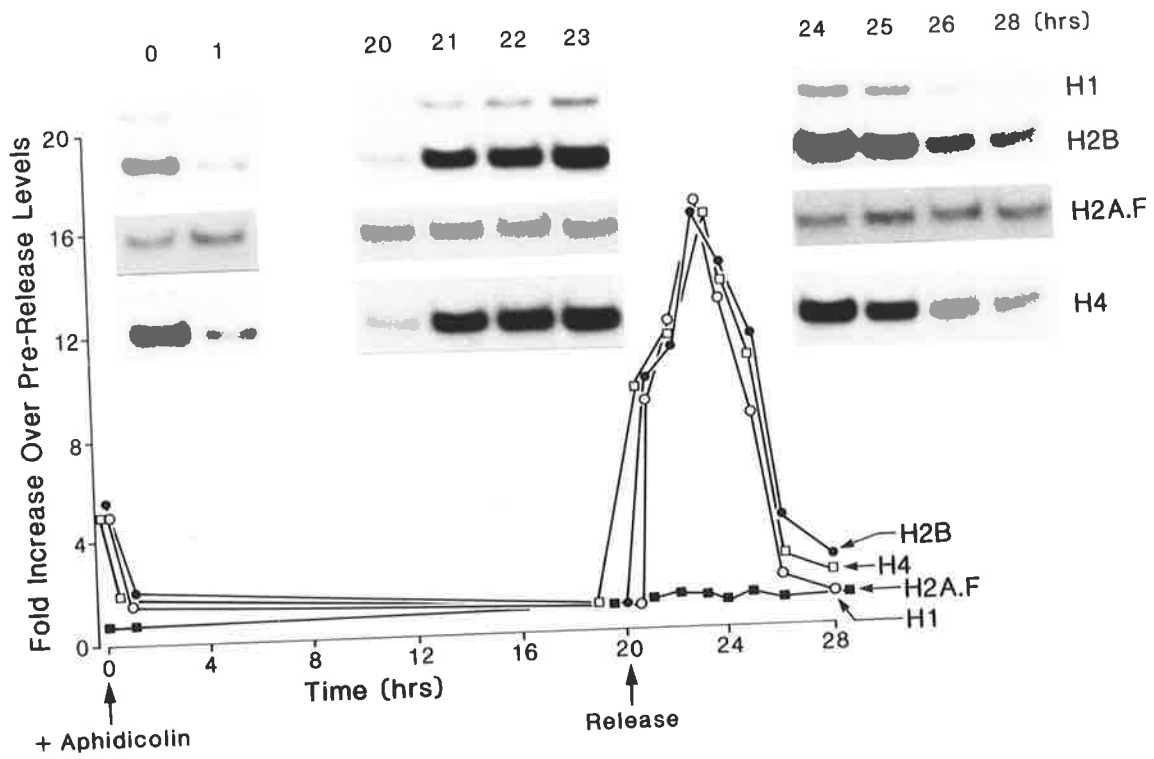 0 1 20 21 22 23 24 25 26 28 (hrs)
H1
H2B
H2A.F
H4
Fold Increase Over Pre-Release Levels
20
16
12
8
4
0
H2B
H4
H2A.F
H1
0 4 8 12 16 20 24 28
Time (hrs)
+ Aphidicolin
Release